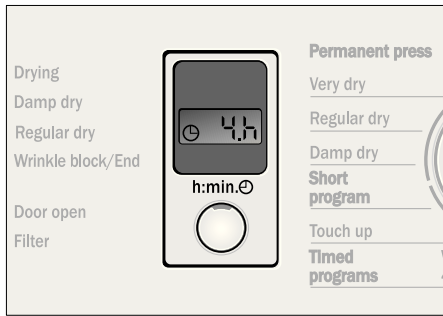 Drying
Damp dry
Regular dry
Wrinkle block/End
Door open
Filter
4.h
h:min.
Permanent press
Very dry
Regular dry
Damp dry
Short
program
Touch up
Timed
programs